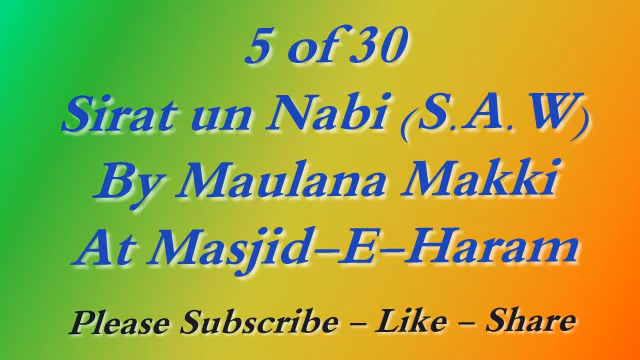 5 of 30
Sirat un Nabi (S.A.W)
By Maulana Makki
At Masjid-E-Haram
Please Subscribe - Like - Share